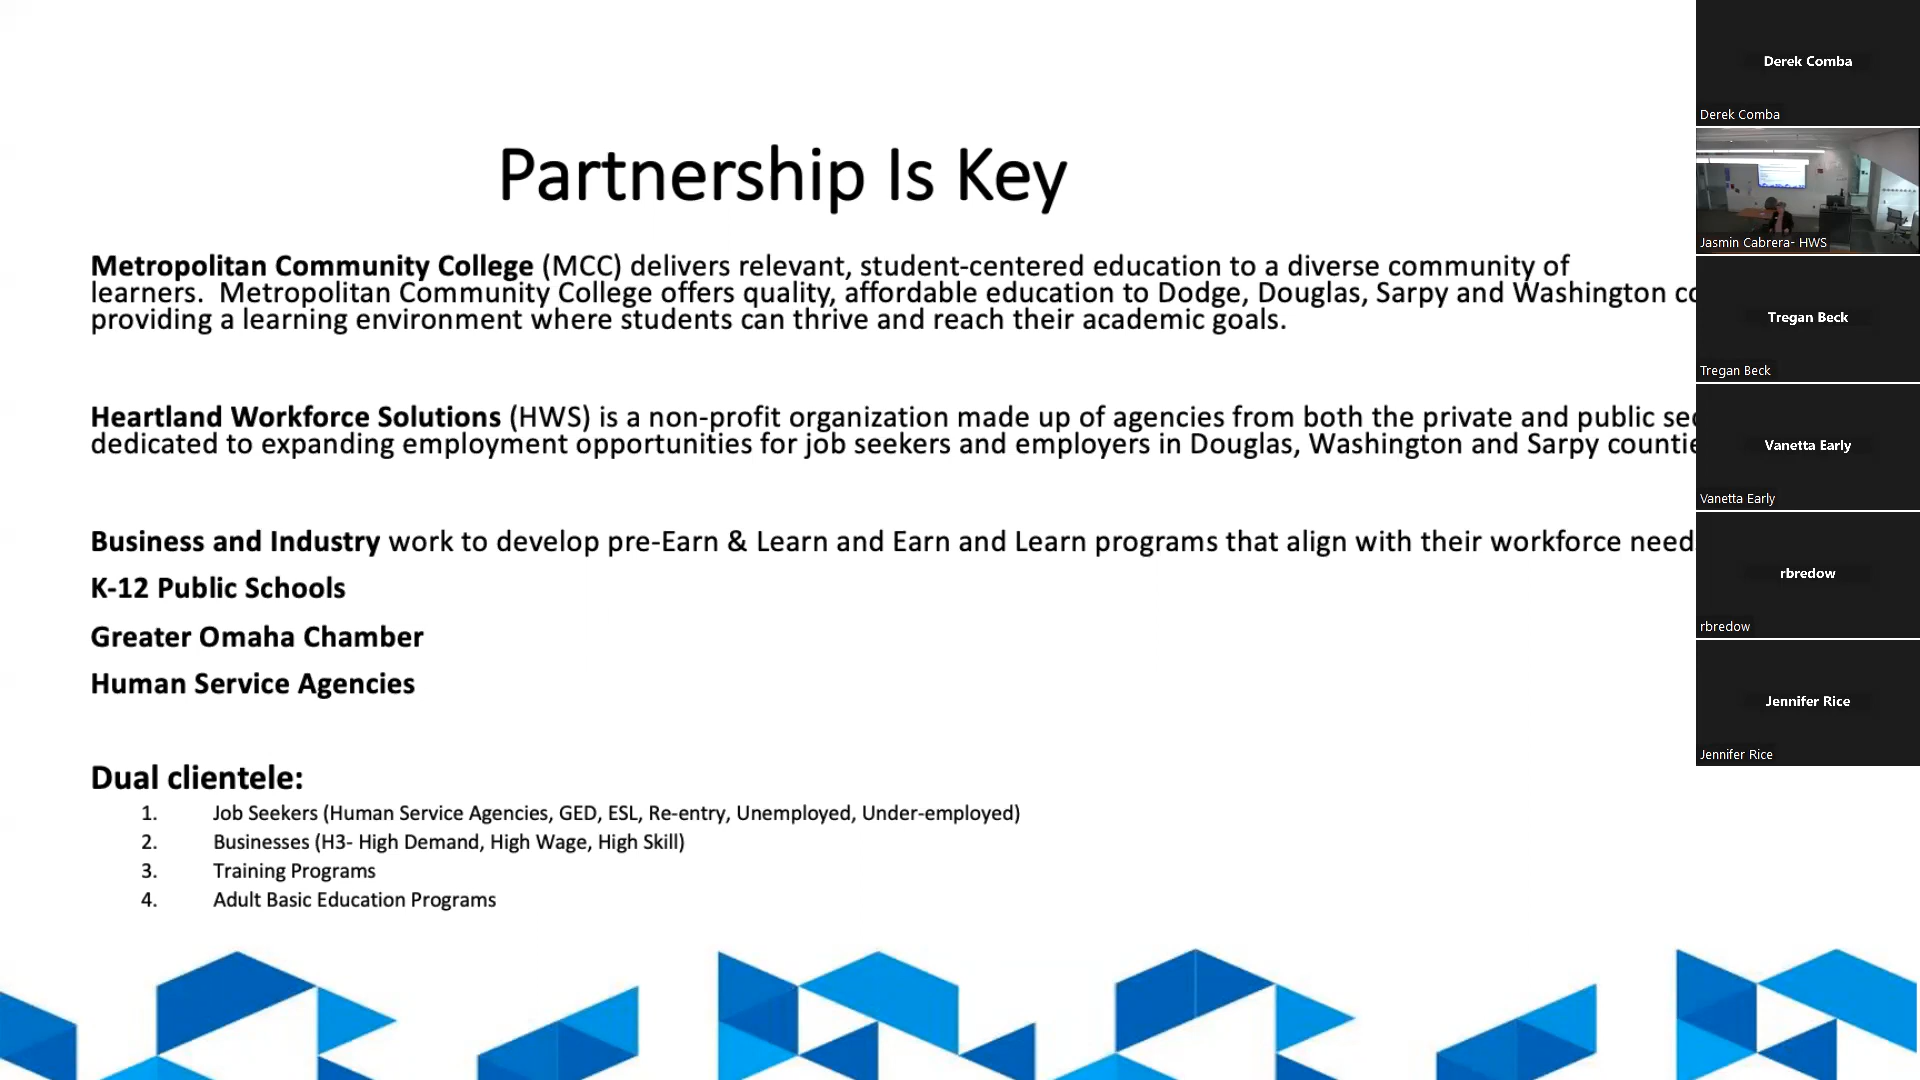 Partnership Is Key
Metropolitan Community College (MCC) delivers relevant, student-centered education to a diverse community of
learners.  Metropolitan Community College offers quality, affordable education to Dodge, Douglas, Sarpy and Washington
providing a learning environment where students can thrive and reach their academic goals.
Heartland Workforce Solutions (HWS) is a non-profit organization made up of agencies from both the private and public
dedicated to expanding employment opportunities for job seekers and employers in Douglas, Washington and Sarpy
Business and Industry work to develop pre-Earn & Learn and Earn and Learn programs that align with their workforce
K-12 Public Schools
Greater Omaha Chamber
Human Service Agencies
Dual clientele:
1. Job Seekers (Human Service Agencies, GED, ESL, Re-entry, Unemployed, Under-employed)
2. Businesses (H3- High Demand, High Wage, High Skill)
3. Training Programs
4. Adult Basic Education Programs
Derek Comba
Derek Comba
Jasmin Cabrera- HWS
Tregan Beck
Tregan Beck
Vanetta Early
Vanetta Early
rbredow
rbredow
Jennifer Rice
Jennifer Rice